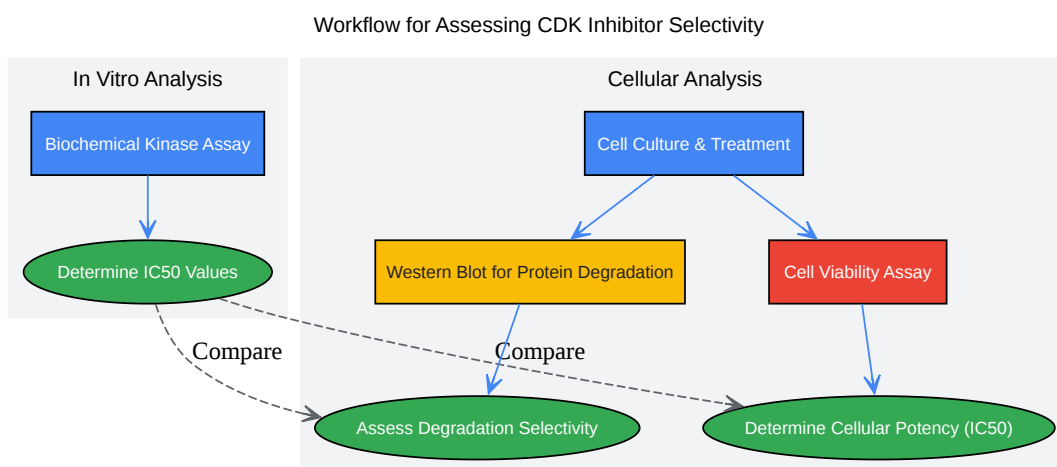 Workflow for Assessing CDK Inhibitor Selectivity
In Vitro Analysis
Cellular Analysis
Biochemical Kinase Assay
Cell Culture & Treatment
Determine IC50 Values
Western Blot for Protein Degradation
Cell Viability Assay
Compare
Compare
Assess Degradation Selectivity
Determine Cellular Potency (IC50)